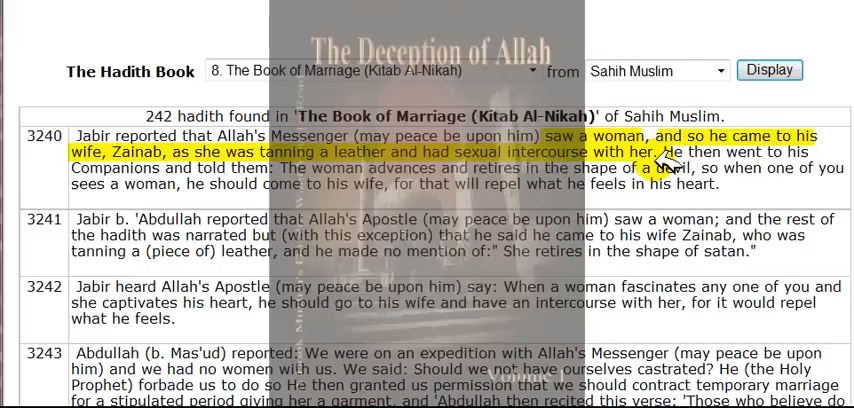 The Deception of Allah
The Hadith Book 8. The Book of Marriage (Kitab Al-Nikah) from Sahih Muslim Display
242 hadith found in 'The Book of Marriage (Kitab Al-Nikah)' of Sahih Muslim.
3240 Jabir reported that Allah's Messenger (may peace be upon him) saw a woman, and so he came to his
wife, Zainab, as she was tanning a leather and had sexual intercourse with her. He then went to his
Companions and told them: The woman advances and retires in the shape of a devil, so when one of you
sees a woman, he should come to his wife, for that will repel what he feels in his heart.
3241 Jabir b. 'Abdullah reported that Allah's Apostle (may peace be upon him) saw a woman; and the rest of
the hadith was narrated but (with this exception) that he said he came to his wife Zainab, who was
tanning a (piece of) leather, and he made no mention of:" She retires in the shape of satan."
3242 Jabir heard Allah's Apostle (may peace be upon him) say: When a woman fascinates any one of you and
she captivates his heart, he should go to his wife and have an intercourse with her, for it would repel
what he feels.
3243 Abdullah (b. Mas'ud) reported: We were on an expedition with Allah's Messenger (may peace be upon
him) and we had no women with us. We said: Should we not have ourselves castrated? He (the Holy
Prophet) forbade us to do so He then granted us permission that we should contract temporary marriage
for a stipulated period giving her a garment, and 'Abdullah then recited this verse: 'Those who believe do
Volume I